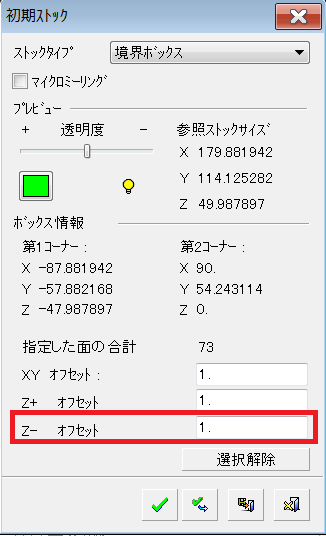 初期ストック
ストックタイプ 境界ボックス
マイクロミーリング
プレビュー
+ 透明度 − 参照ストックサイズ
X 179.881942
Y 114.125282
Z 49.987897
ボックス情報
第1コーナー : 第2コーナー :
X -87.881942 X 90.
Y -57.882168 Y 54.243114
Z -47.987897 Z 0.
指定した面の合計 73
XY オフセット : 1.
Z+ オフセット 1.
Z− オフセット 1.
選択解除